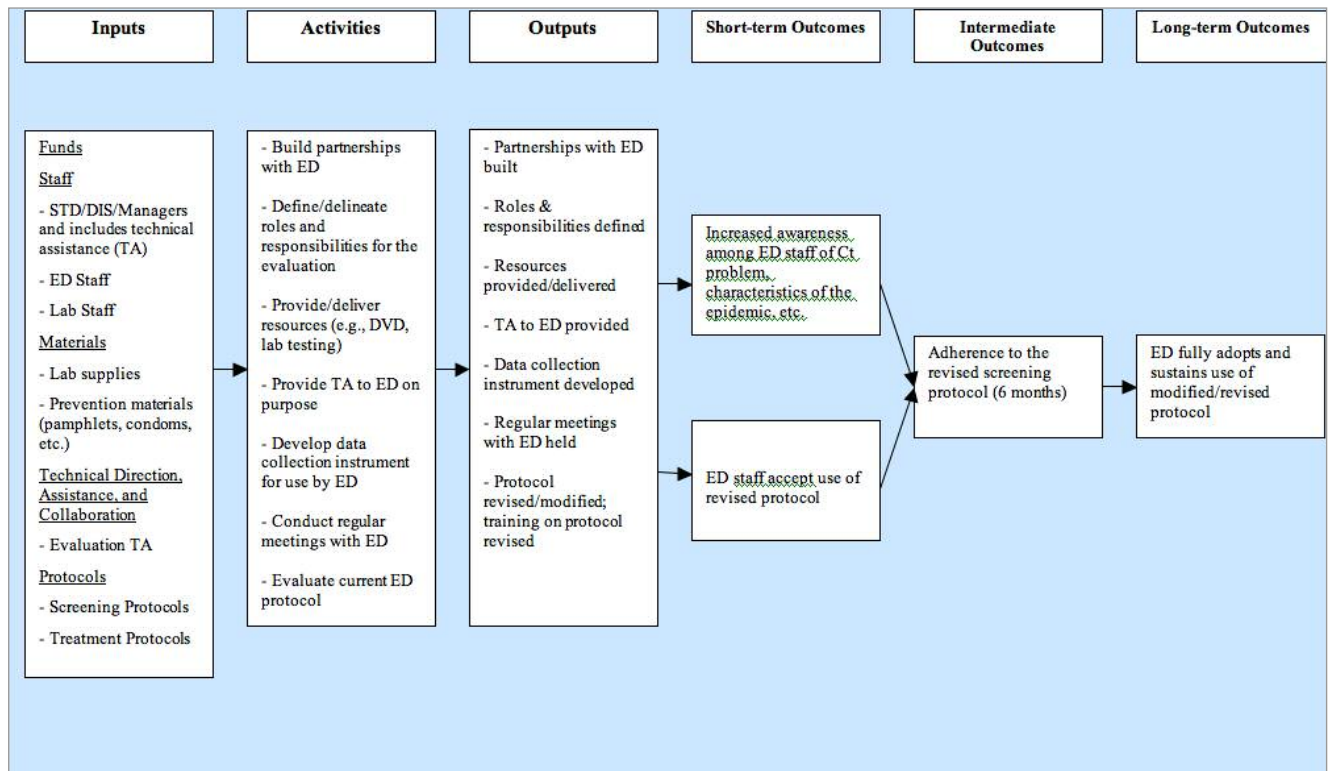 Inputs
Activities
Outputs
Short-term Outcomes
Intermediate
Outcomes
Long-term Outcomes
Funds
Staff
- STD/DIS/Managers
and includes technical
assistance (TA)
- ED Staff
- Lab Staff
Materials
- Lab supplies
- Prevention materials
(pamphlets, condoms,
etc.)
Technical Direction,
Assistance, and
Collaboration
- Evaluation TA
Protocols
- Screening Protocols
- Treatment Protocols
- Build partnerships
with ED
- Define/delineate
roles and
responsibilities for the
evaluation
- Provide/deliver
resources (e.g., DVD,
lab testing)
- Provide TA to ED on
purpose
- Develop data
collection instrument
for use by ED
- Conduct regular
meetings with ED
- Evaluate current ED
protocol
- Partnerships with ED
built
- Roles &
responsibilities defined
- Resources
provided/delivered
- TA to ED provided
- Data collection
instrument developed
- Regular meetings
with ED held
- Protocol
revised/modified;
training on protocol
revised
Increased awareness
among ED staff of Ct
problem,
characteristics of the
epidemic, etc.
ED staff accept use of
revised protocol
Adherence to the
revised screening
protocol (6 months)
ED fully adopts and
sustains use of
modified/revised
protocol